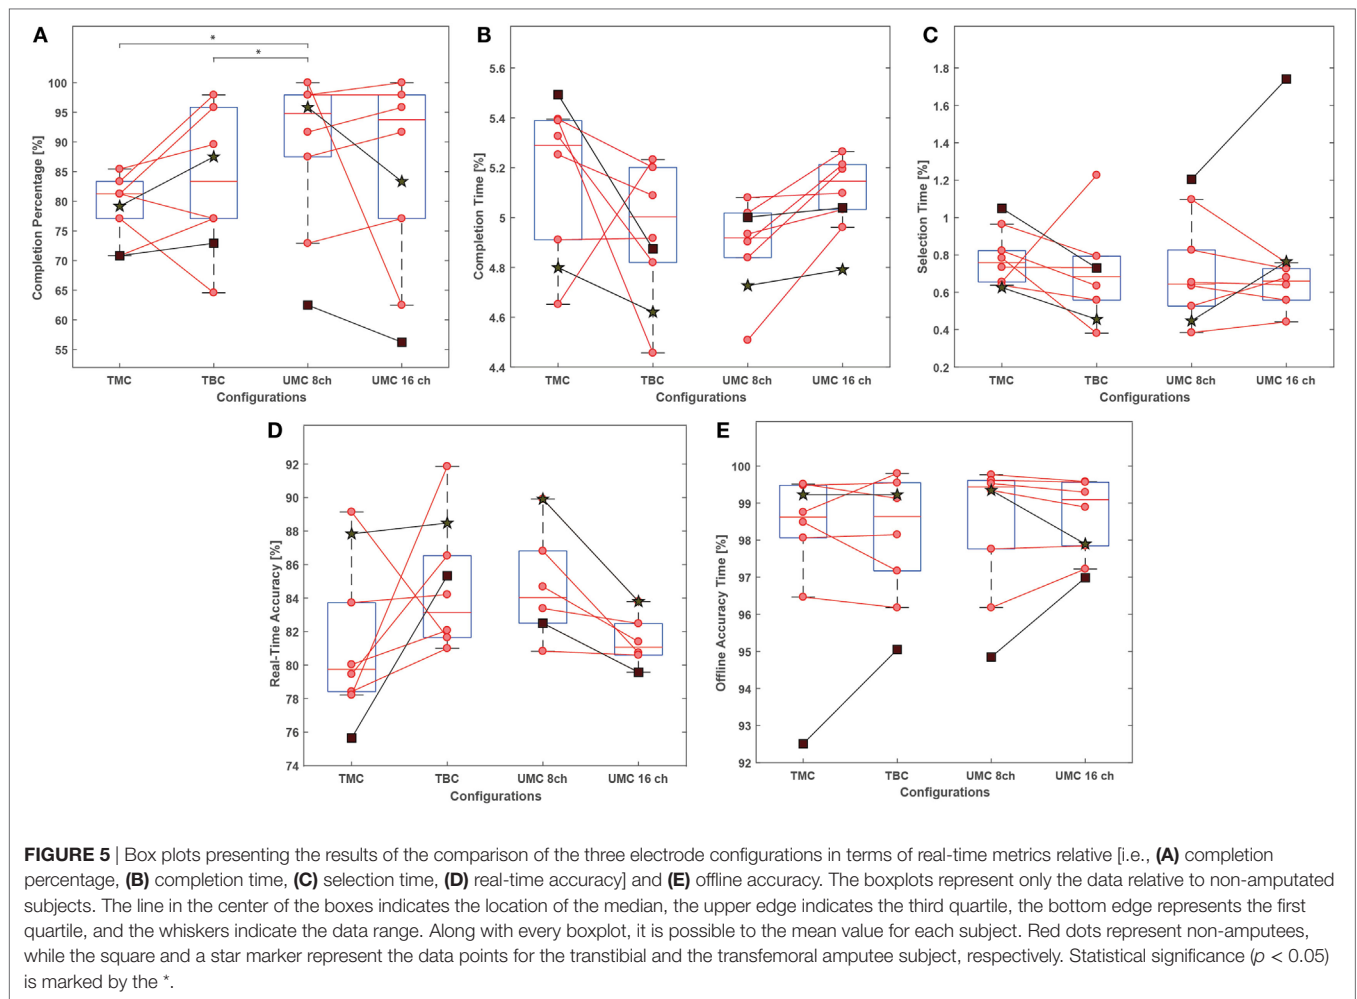 A
*
*
Completion Percentage [%]
100
95
90
85
80
75
70
65
60
55
TMC
TBC
UMC 8ch
UMC 16 ch
Configurations
B
Completion Time [%]
5.6
5.4
5.2
5
4.8
4.6
4.4
TMC
TBC
UMC 8ch
UMC 16 ch
Configurations
C
Selection Time [%]
1.8
1.6
1.4
1.2
1
0.8
0.6
0.4
0.2
TMC
TBC
UMC 8ch
UMC 16 ch
Configurations
D
Real-Time Accuracy [%]
92
90
88
86
84
82
80
78
76
74
TMC
TBC
UMC 8ch
UMC 16 ch
Configurations
E
Offline Accuracy Time [%]
100
99
98
97
96
95
94
93
92
TMC
TBC
UMC 8ch
UMC 16 ch
Configurations
FIGURE 5 | Box plots presenting the results of the comparison of the three electrode configurations in terms of real-time metrics relative [i.e., (A) completion
percentage, (B) completion time, (C) selection time, (D) real-time accuracy] and (E) offline accuracy. The boxplots represent only the data relative to non-amputated
subjects. The line in the center of the boxes indicates the location of the median, the upper edge indicates the third quartile, the bottom edge represents the first
quartile, and the whiskers indicate the data range. Along with every boxplot, it is possible to the mean value for each subject. Red dots represent non-amputees,
while the square and a star marker represent the data points for the transtibial and the transfemoral amputee subject, respectively. Statistical significance (p < 0.05)
is marked by the *.